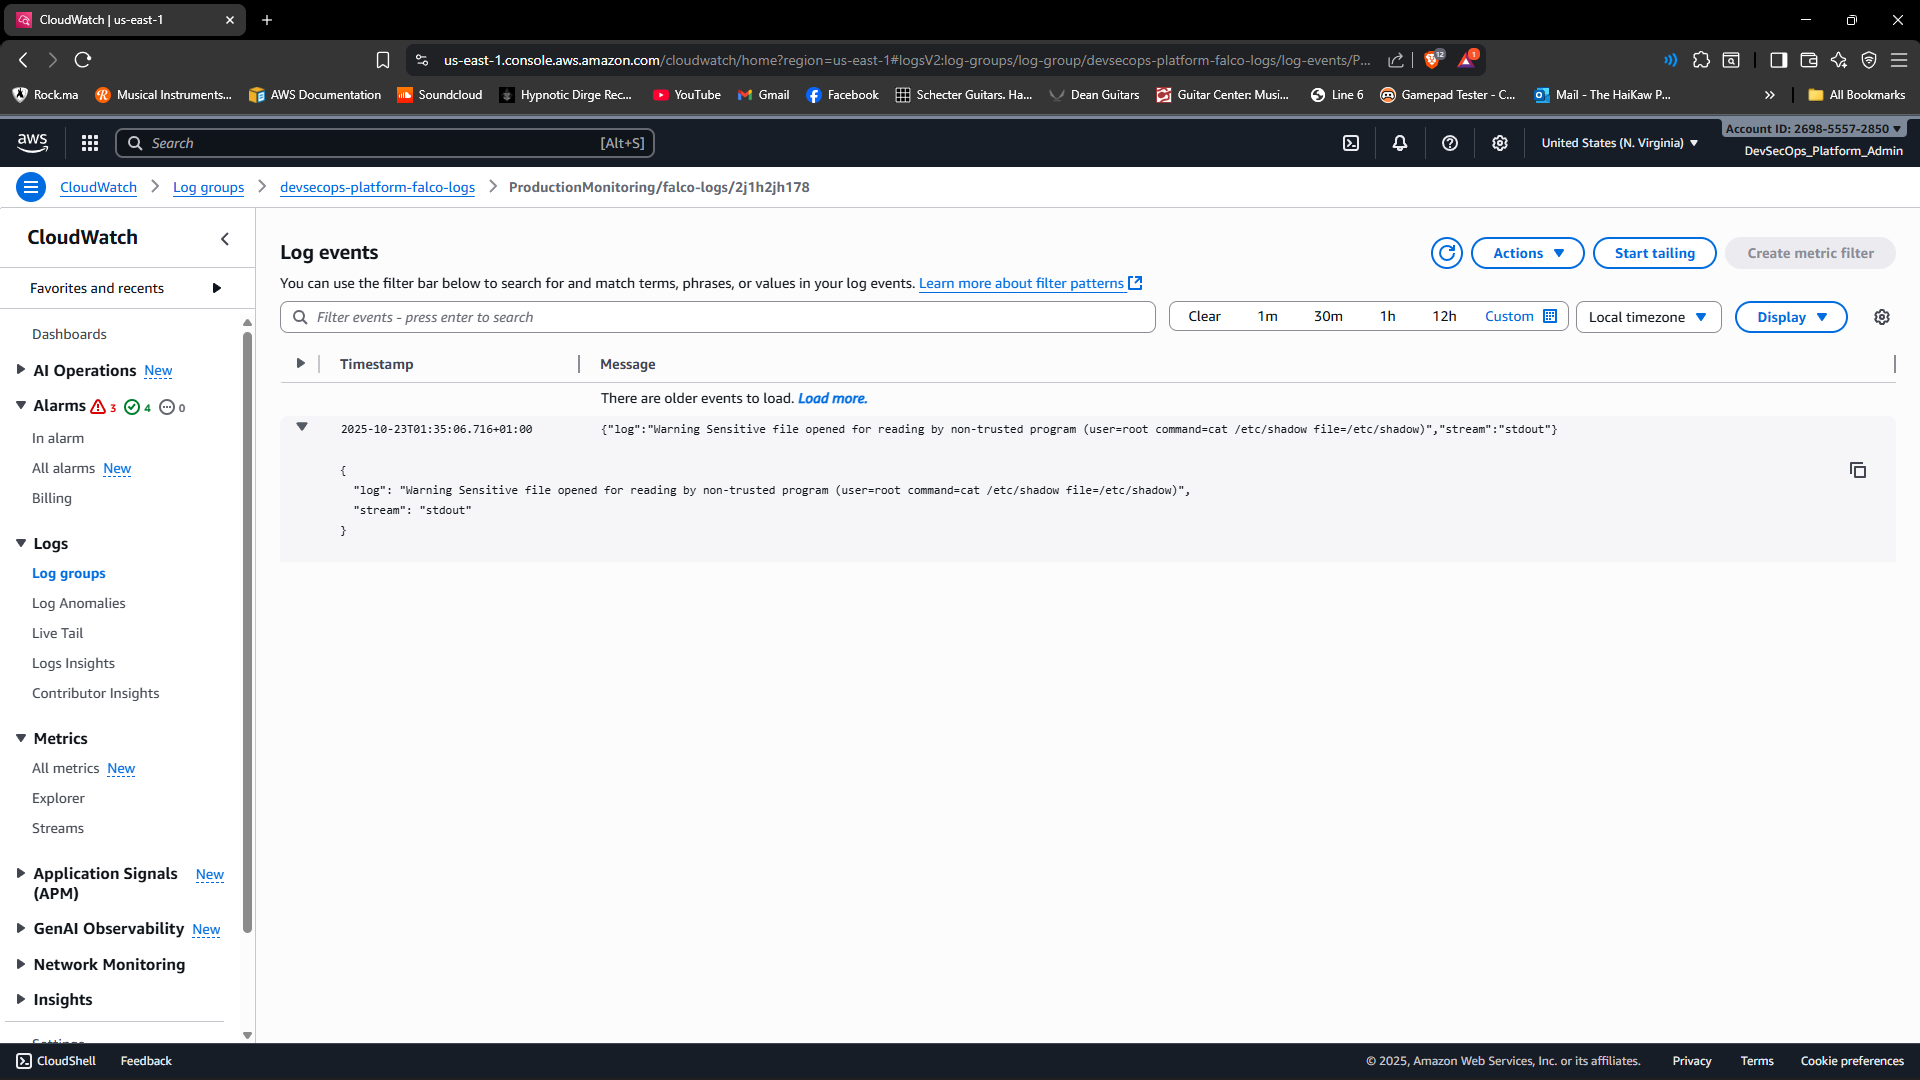 CloudWatch | us-east-1
us-east-1.console.aws.amazon.com/cloudwatch/home?region=us-east-1#logsV2:log-groups/log-group/devsecops-platform-falco-logs/log-events/P...
12
1
Rock.ma
Musical Instruments...
AWS Documentation
Soundcloud
Hypnotic Dirge Rec...
YouTube
Gmail
Facebook
Schecter Guitars. Ha...
Dean Guitars
Guitar Center: Musi...
Line 6
Gamepad Tester - C...
Mail - The HaiKaw P...
All Bookmarks
aws
Search
[Alt+S]
United States (N. Virginia)
Account ID: 2698-5557-2850
DevSecOps_Platform_Admin
CloudWatch
Log groups
devsecops-platform-falco-logs
ProductionMonitoring/falco-logs/2j1h2jh178
CloudWatch
Favorites and recents
Dashboards
AI Operations New
Alarms 3 4 0
In alarm
All alarms New
Billing
Logs
Log groups
Log Anomalies
Live Tail
Logs Insights
Contributor Insights
Metrics
All metrics New
Explorer
Streams
Application Signals (APM) New
GenAI Observability New
Network Monitoring
Insights
Settings
Log events
Actions
Start tailing
Create metric filter
You can use the filter bar below to search for and match terms, phrases, or values in your log events. Learn more about filter patterns
Filter events - press enter to search
Clear 1m 30m 1h 12h Custom
Local timezone
Display
Timestamp
Message
There are older events to load. Load more.
2025-10-23T01:35:06.716+01:00
{"log":"Warning Sensitive file opened for reading by non-trusted program (user=root command=cat /etc/shadow file=/etc/shadow)","stream":"stdout"}
{
"log": "Warning Sensitive file opened for reading by non-trusted program (user=root command=cat /etc/shadow file=/etc/shadow)",
"stream": "stdout"
}
CloudShell
Feedback
© 2025, Amazon Web Services, Inc. or its affiliates.
Privacy
Terms
Cookie preferences